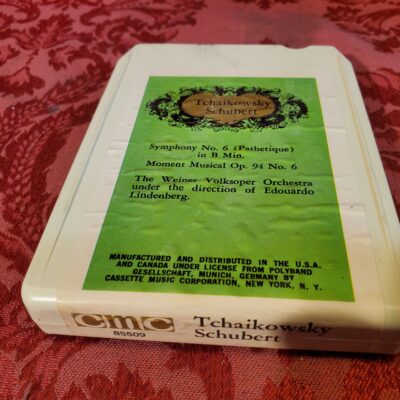 Tchaikowsky
Schubert
Symphony No. 6 (Pathetique)
in B Min.
Moment Musical Op. 94 No. 6
The Weiner Volksoper Orchestra
under the direction of Edouardo
Lindenberg.
MANUFACTURED AND DISTRIBUTED IN THE U.S.A.
AND CANADA UNDER LICENSE FROM POLYBAND
GESELLSCHAFT, MUNICH, GERMANY BY
CASSETTE MUSIC CORPORATION, NEW YORK, N. Y.
cmc
8S509
Tchaikowsky
Schubert